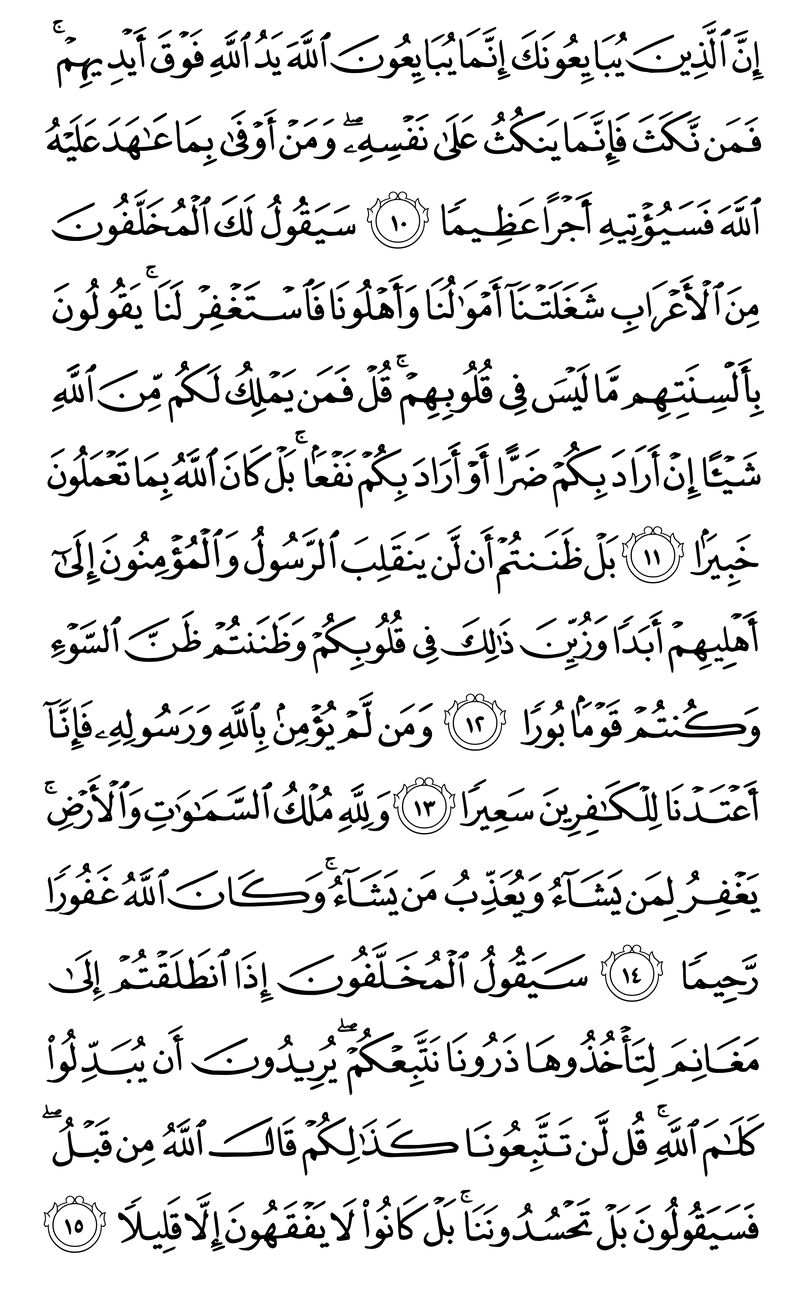 إِنَّ ٱلَّذِينَ يُبَايِعُونَكَ إِنَّمَا يُبَايِعُونَ ٱللَّهَ يَدُ ٱللَّهِ فَوْقَ أَيْدِيهِمْۚ
فَمَن نَّكَثَ فَإِنَّمَا يَنكُثُ عَلَىٰ نَفْسِهِۦۖ وَمَنْ أَوْفَىٰ بِمَا عَٰهَدَ عَلَيْهُ
ٱللَّهَ فَسَيُؤْتِيهِ أَجْرًا عَظِيمًا ١٠ سَيَقُولُ لَكَ ٱلْمُخَلَّفُونَ
مِنَ ٱلْأَعْرَابِ شَغَلَتْنَآ أَمْوَٰلُنَا وَأَهْلُونَا فَٱسْتَغْفِرْ لَنَاۚ يَقُولُونَ
بِأَلْسِنَتِهِم مَّا لَيْسَ فِى قُلُوبِهِمْۚ قُلْ فَمَن يَمْلِكُ لَكُم مِّنَ ٱللَّهِ
شَيْـًٔا إِنْ أَرَادَ بِكُمْ ضَرًّا أَوْ أَرَادَ بِكُمْ نَفْعًۢاۚ بَلْ كَانَ ٱللَّهُ بِمَا تَعْمَلُونَ
خَبِيرًۢا ١١ بَلْ ظَنَنتُمْ أَن لَّن يَنقَلِبَ ٱلرَّسُولُ وَٱلْمُؤْمِنُونَ إِلَىٰٓ
أَهْلِيهِمْ أَبَدًا وَزُيِّنَ ذَٰلِكَ فِى قُلُوبِكُمْ وَظَنَنتُمْ ظَنَّ ٱلسَّوْءِ
وَكُنتُمْ قَوْمًۢا بُورًا ١٢ وَمَن لَّمْ يُؤْمِنۢ بِٱللَّهِ وَرَسُولِهِۦ فَإِنَّآ
أَعْتَدْنَا لِلْكَٰفِرِينَ سَعِيرًا ١٣ وَلِلَّهِ مُلْكُ ٱلسَّمَٰوَٰتِ وَٱلْأَرْضِۚ
يَغْفِرُ لِمَن يَشَآءُ وَيُعَذِّبُ مَن يَشَآءُۚ وَكَانَ ٱللَّهُ غَفُورًا
رَّحِيمًا ١٤ سَيَقُولُ ٱلْمُخَلَّفُونَ إِذَا ٱنطَلَقْتُمْ إِلَىٰ
مَغَانِمَ لِتَأْخُذُوهَا ذَرُونَا نَتَّبِعْكُمْۖ يُرِيدُونَ أَن يُبَدِّلُوا۟
كَلَٰمَ ٱللَّهِۚ قُل لَّن تَتَّبِعُونَا كَذَٰلِكُمْ قَالَ ٱللَّهُ مِن قَبْلُۖ
فَسَيَقُولُونَ بَلْ تَحْسُدُونَنَاۚ بَلْ كَانُوا۟ لَا يَفْقَهُونَ إِلَّا قَلِيلًا ١٥